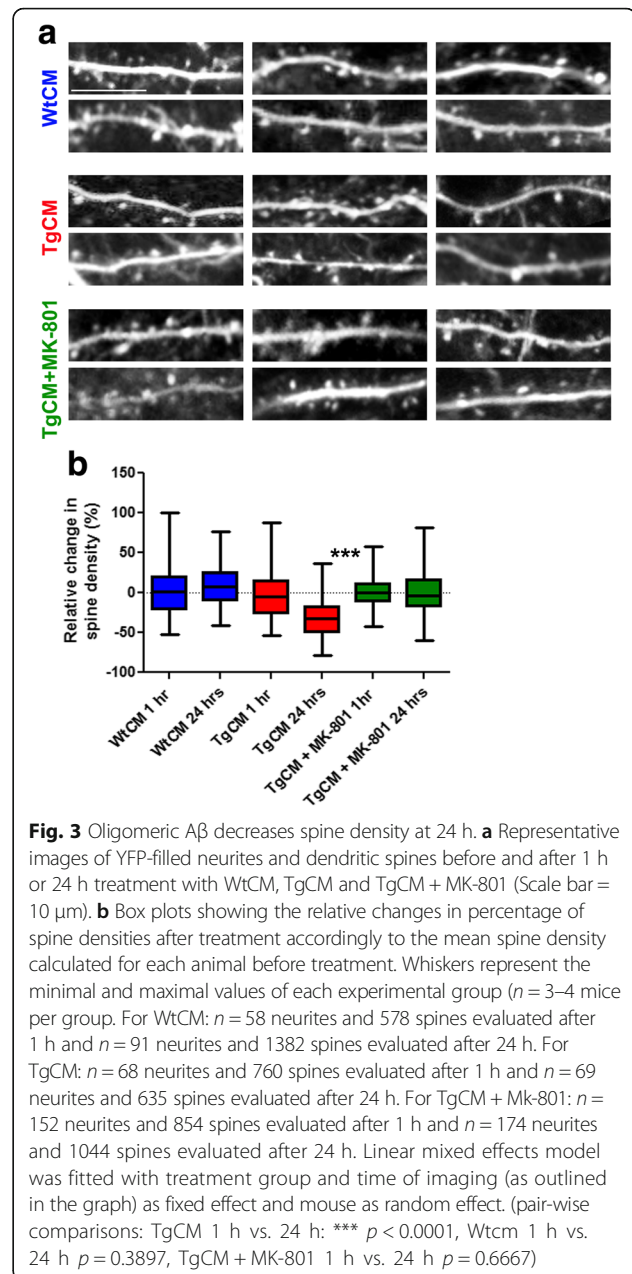 a
WtCM
TgCM
TgCM+MK-801
b
Relative change in
spine density (%)
150
100
50
0
-50
-100
***
WtCM 1 hr
WtCM 24 hrs
TgCM 1 hr
TgCM 24 hrs
TgCM + MK-801 1hr
TgCM + MK-801 24 hrs
Fig. 3 Oligomeric Aβ decreases spine density at 24 h. a Representative
images of YFP-filled neurites and dendritic spines before and after 1 h
or 24 h treatment with WtCM, TgCM and TgCM + MK-801 (Scale bar =
10 μm). b Box plots showing the relative changes in percentage of
spine densities after treatment accordingly to the mean spine density
calculated for each animal before treatment. Whiskers represent the
minimal and maximal values of each experimental group (n = 3–4 mice
per group. For WtCM: n = 58 neurites and 578 spines evaluated after
1 h and n = 91 neurites and 1382 spines evaluated after 24 h. For
TgCM: n = 68 neurites and 760 spines evaluated after 1 h and n = 69
neurites and 635 spines evaluated after 24 h. For TgCM + Mk-801: n =
152 neurites and 854 spines evaluated after 1 h and n = 174 neurites
and 1044 spines evaluated after 24 h. Linear mixed effects model
was fitted with treatment group and time of imaging (as outlined
in the graph) as fixed effect and mouse as random effect. (pair-wise
comparisons: TgCM 1 h vs. 24 h: *** p < 0.0001, Wtcm 1 h vs.
24 h p = 0.3897, TgCM + MK-801 1 h vs. 24 h p = 0.6667)